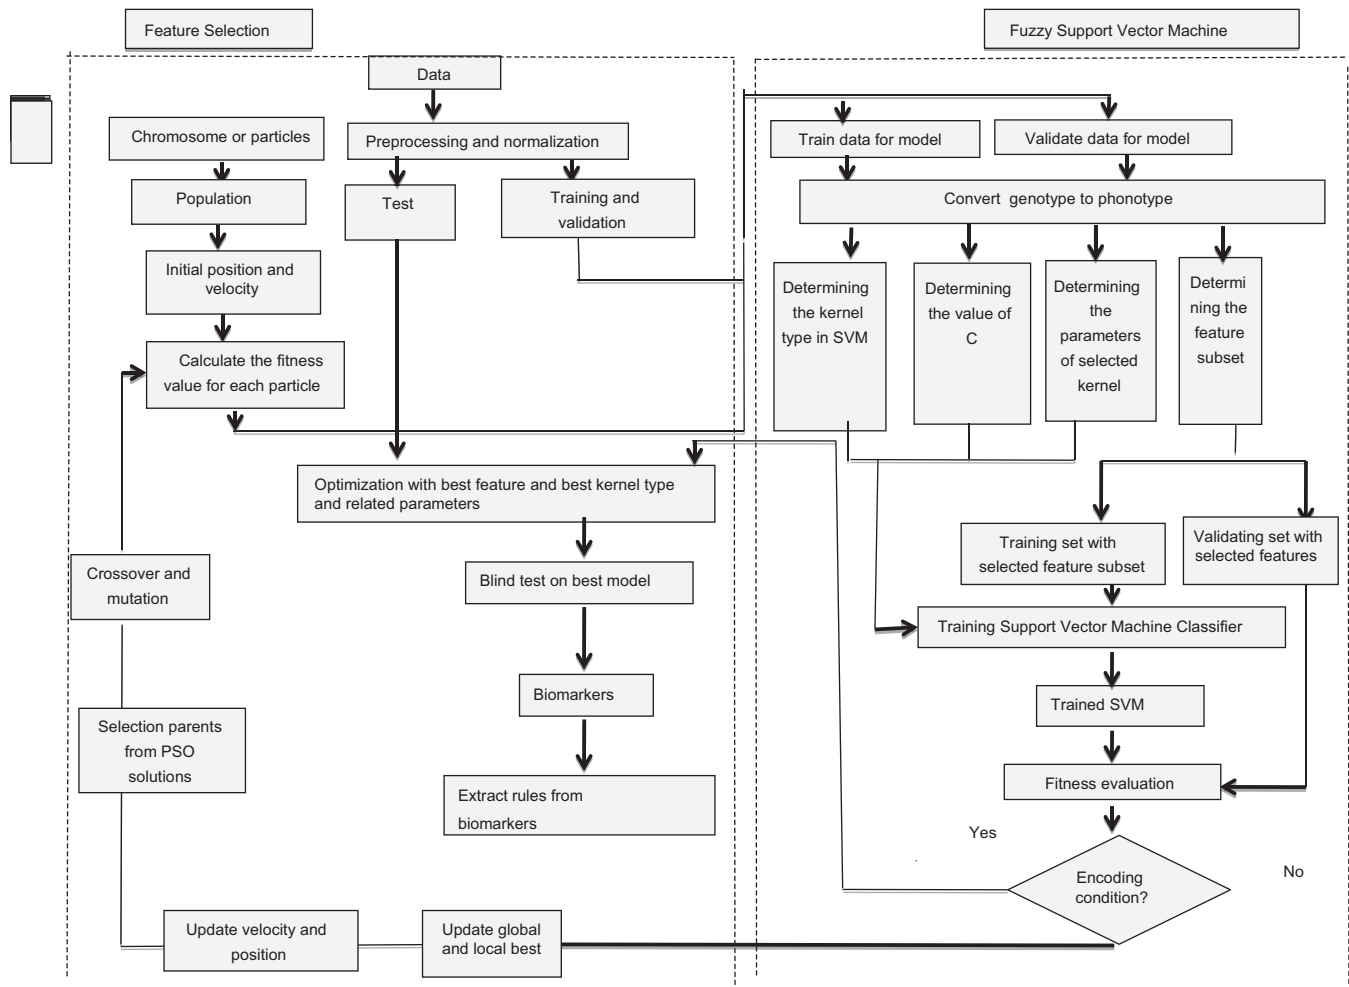 Feature Selection
Fuzzy Support Vector Machine
Data
Chromosome or particles
Preprocessing and normalization
Train data for model
Validate data for model
Population
Test
Training and
validation
Convert genotype to phonotype
Initial position and
velocity
Determining
the kernel
type in SVM
Determining
the value of
C
Determining
the
parameters
of selected
kernel
Determi
ning the
feature
subset
Calculate the fitness
value for each particle
Optimization with best feature and best kernel type
and related parameters
Training set with
selected feature subset
Validating set with
selected features
Crossover and
mutation
Blind test on best model
Training Support Vector Machine Classifier
Biomarkers
Trained SVM
Selection parents
from PSO
solutions
Extract rules from
biomarkers
Fitness evaluation
Yes
No
Encoding
condition?
Update velocity and
position
Update global
and local best